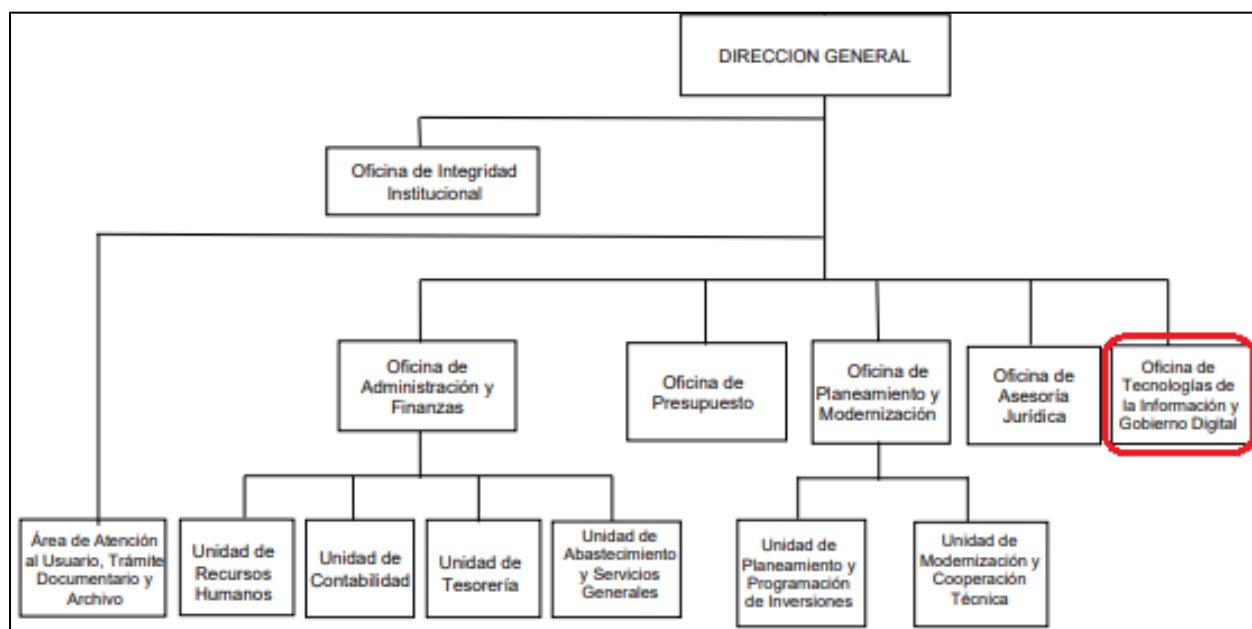 DIRECCION GENERAL
Oficina de Integridad
Institucional
Oficina de
Administración y
Finanzas
Oficina de
Presupuesto
Oficina de
Planeamiento y
Modernización
Oficina de
Asesoría
Jurídica
Oficina de
Tecnologías de
la Información y
Gobierno Digital
Área de Atención
al Usuario, Trámite
Documentario y
Archivo
Unidad de
Recursos
Humanos
Unidad de
Contabilidad
Unidad de
Tesorería
Unidad de
Abastecimiento
y Servicios
Generales
Unidad de
Planeamiento y
Programación
de Inversiones
Unidad de
Modernización y
Cooperación
Técnica